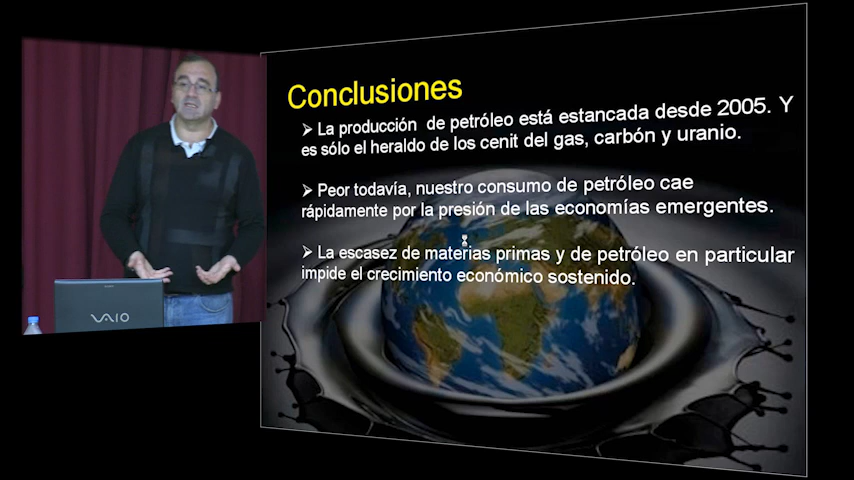 Conclusiones
➢ La producción de petróleo está estancada desde 2005. Y
es sólo el heraldo de los cenit del gas, carbón y uranio.
➢ Peor todavía, nuestro consumo de petróleo cae
rápidamente por la presión de las economías emergentes.
➢ La escasez de materias primas y de petróleo en particular
impide el crecimiento económico sostenido.
VAIO